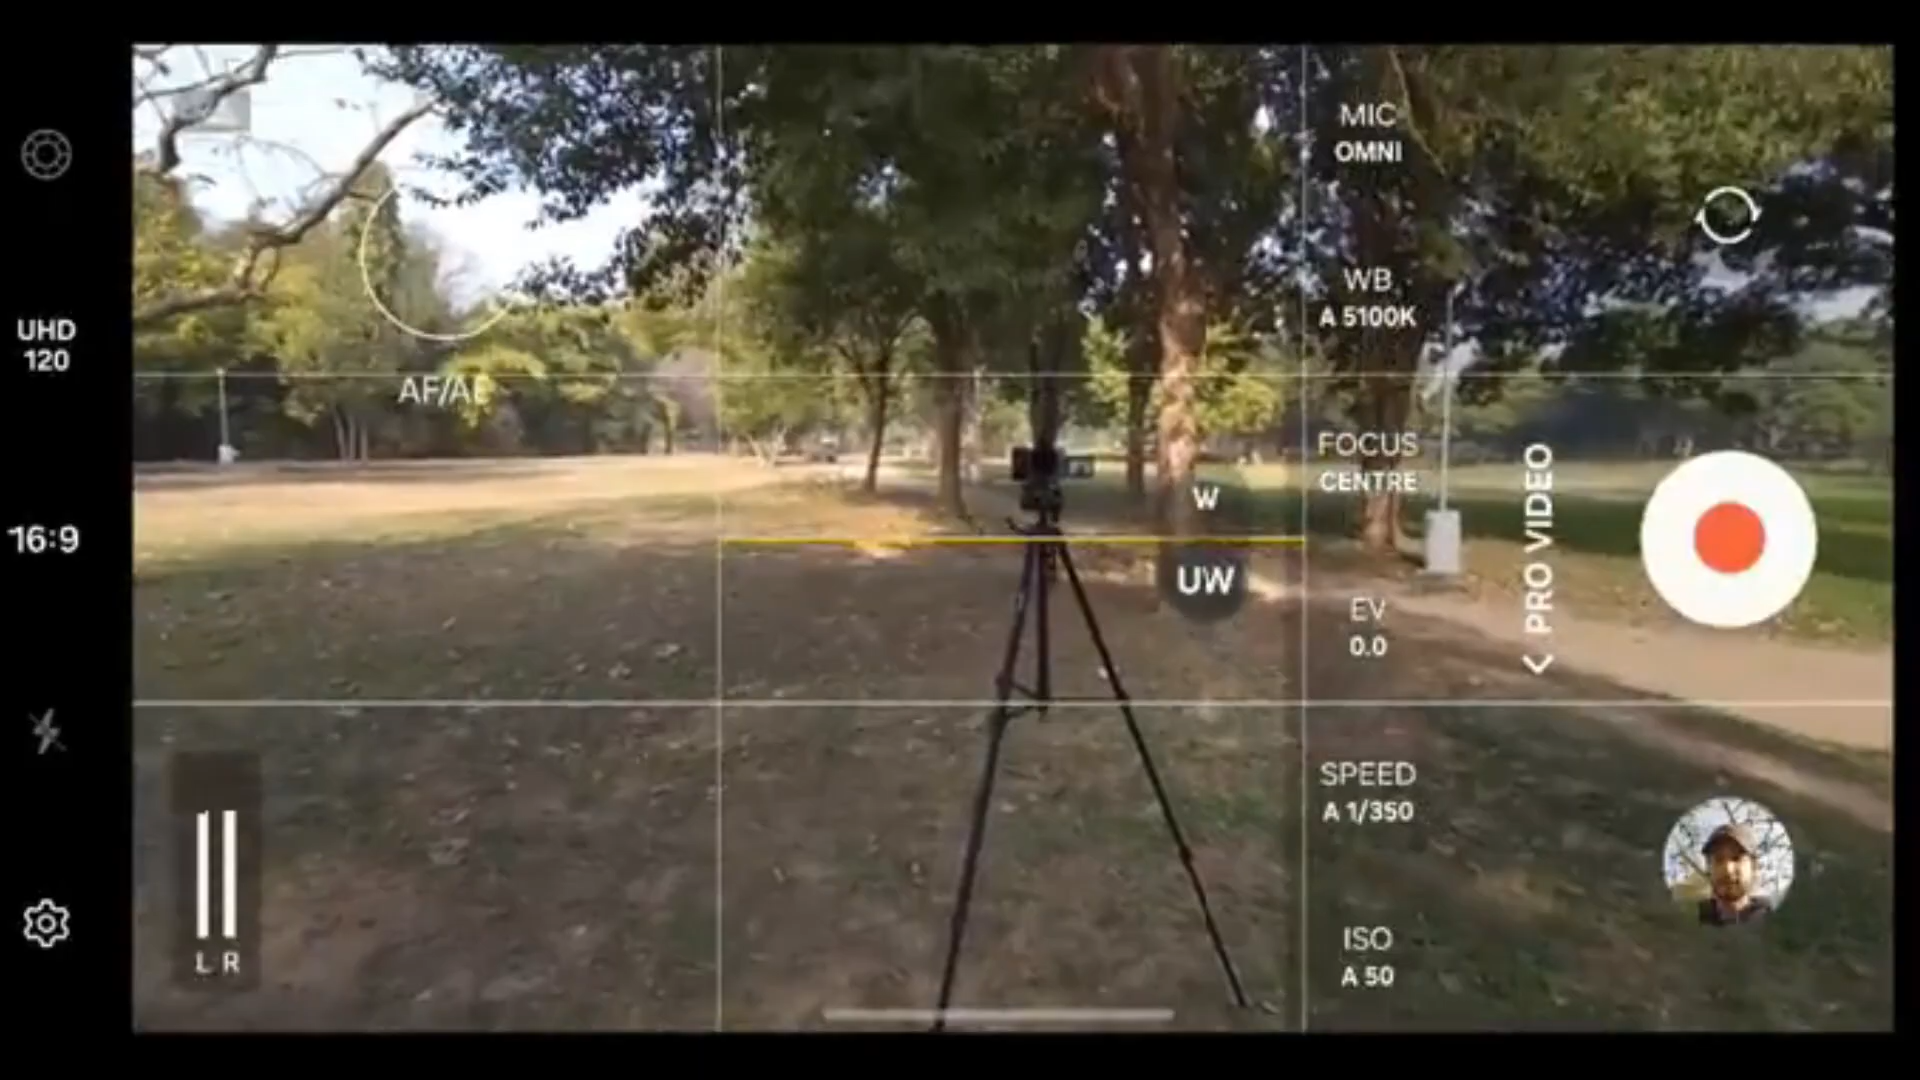 UHD
120
16:9
AF/AE
L R
W
UW
MIC
OMNI
WB
A 5100K
FOCUS
CENTRE
EV
0.0
SPEED
A 1/350
ISO
A 50
PRO VIDEO